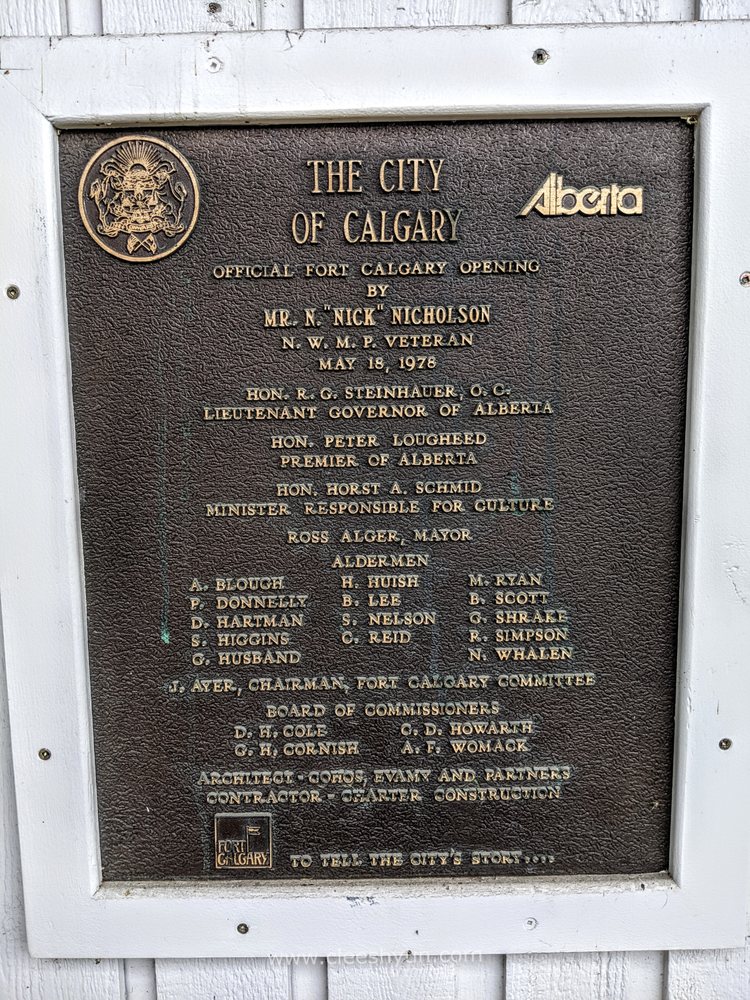 THE CITY
OF CALGARY
Alberta
OFFICIAL FORT CALGARY OPENING
BY
MR. N. "NICK" NICHOLSON
N. W. M. P. VETERAN
MAY 18, 1978
HON. R. G. STEINHAUER, O. C.
LIEUTENANT GOVERNOR OF ALBERTA
HON. PETER LOUGHEED
PREMIER OF ALBERTA
HON. HORST A. SCHMID
MINISTER RESPONSIBLE FOR CULTURE
ROSS ALGER, MAYOR
ALDERMEN
A. BLOUGH H. HUISH M. RYAN
P. DONNELLY B. LEE B. SCOTT
D. HARTMAN S. NELSON G. SHRAKE
S. HIGGINS C. REID R. SIMPSON
G. HUSBAND N. WHALEN
J. AYER, CHAIRMAN, FORT CALGARY COMMITTEE
BOARD OF COMMISSIONERS
D. H. COLE C. D. HOWARTH
G. H. CORNISH A. F. WOMACK
ARCHITECT - COHOS, EVAMY AND PARTNERS
CONTRACTOR - CHARTER CONSTRUCTION
FORT
CALGARY
TO TELL THE CITY'S STORY....